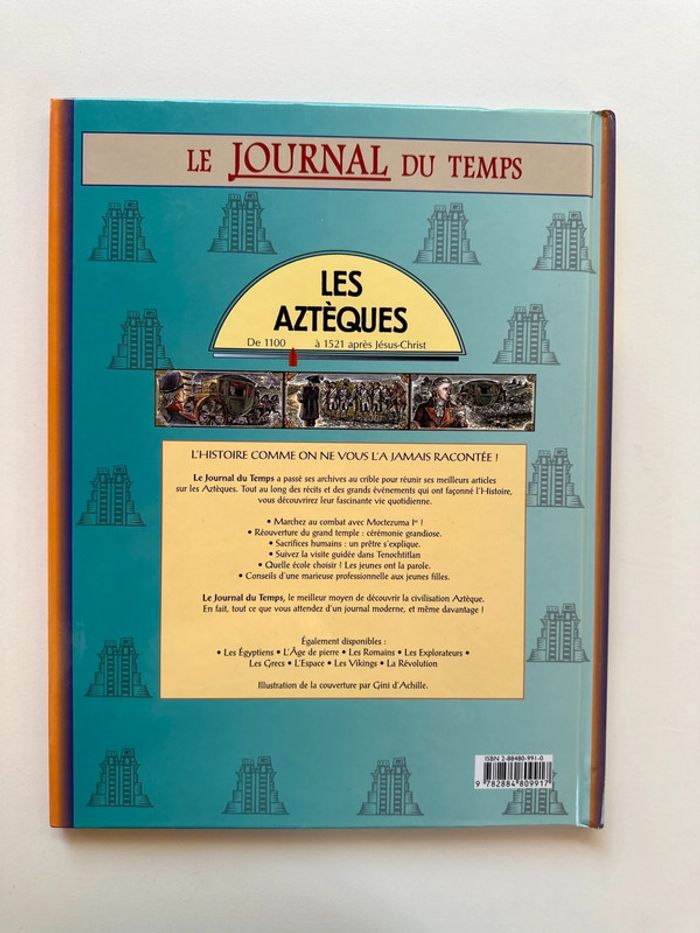 LE JOURNAL DU TEMPS
LES
AZTÈQUES
De 1100 à 1521 après Jésus-Christ
L'HISTOIRE COMME ON NE VOUS L'A JAMAIS RACONTÉE !
Le Journal du Temps a passé ses archives au crible pour réunir ses meilleurs articles
sur les Aztèques. Tout au long des récits et des grands événements qui ont façonné l'Histoire,
vous découvrirez leur fascinante vie quotidienne.
• Marchez au combat avec Moctezuma Ier !
• Réouverture du grand temple : cérémonie grandiose.
• Sacrifices humains : un prêtre s'explique.
• Suivez la visite guidée dans Tenochtitlan
• Quelle école choisir ! Les jeunes ont la parole.
• Conseils d'une marieuse professionnelle aux jeunes filles.
Le Journal du Temps, le meilleur moyen de découvrir la civilisation Aztèque.
En fait, tout ce que vous attendez d'un journal moderne, et même davantage !
Également disponibles :
• Les Égyptiens • L'Âge de pierre • Les Romains • Les Explorateurs •
Les Grecs • L'Espace • Les Vikings • La Révolution
Illustration de la couverture par Gini d'Achille.
ISBN 2-88480-991-0
9 782884 809917